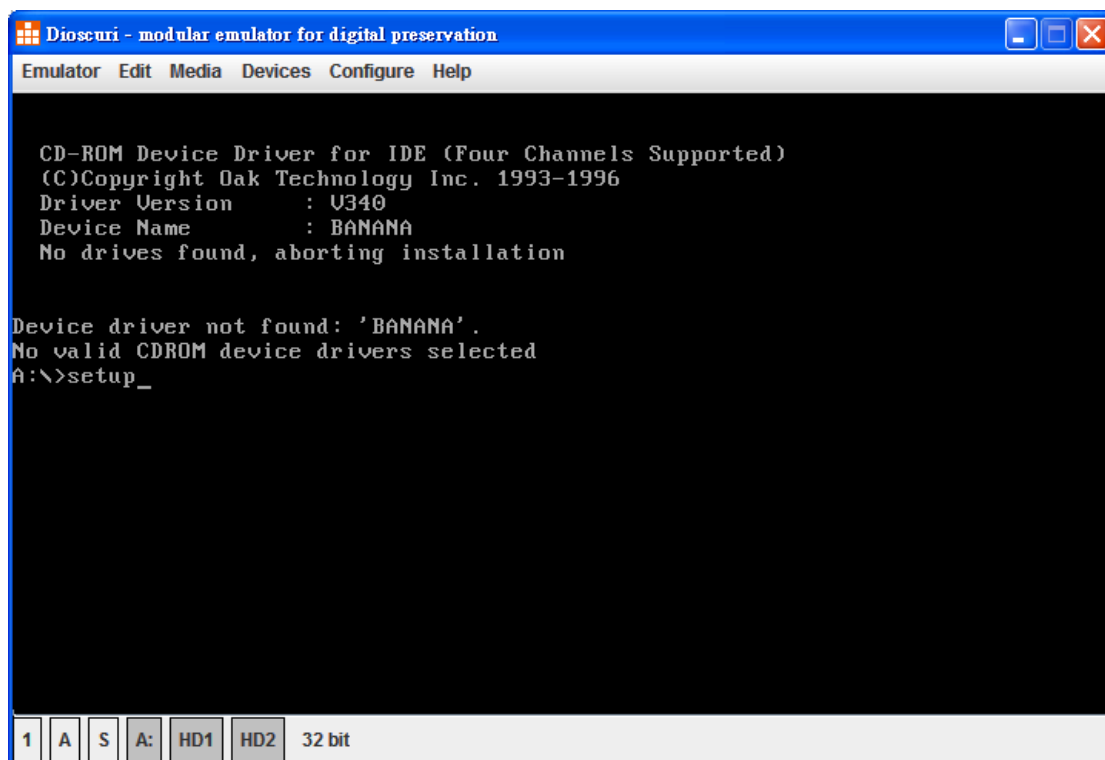 Dioscuri - modular emulator for digital preservation
Emulator Edit Media Devices Configure Help
CD-ROM Device Driver for IDE (Four Channels Supported)
(C)Copyright Oak Technology Inc. 1993-1996
Driver Version : V340
Device Name : BANANA
No drives found, aborting installation
Device driver not found: 'BANANA'.
No valid CDROM device drivers selected
A:\>setup_
1 A S A: HD1 HD2 32 bit